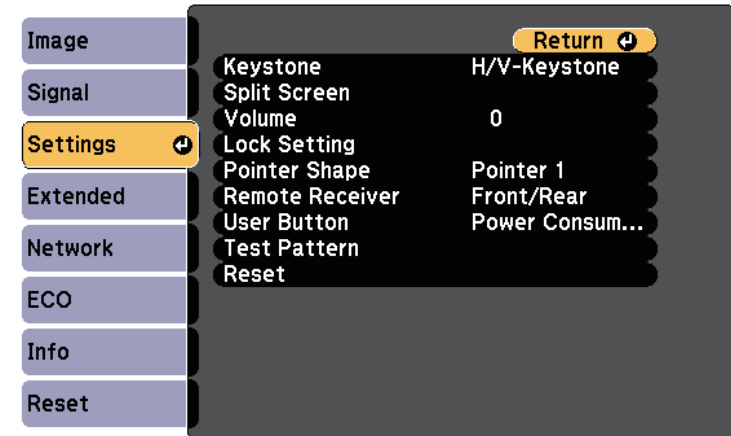 Image
Signal
Settings
Extended
Network
ECO
Info
Reset
Return
Keystone H/V-Keystone
Split Screen
Volume 0
Lock Setting
Pointer Shape Pointer 1
Remote Receiver Front/Rear
User Button Power Consum...
Test Pattern
Reset